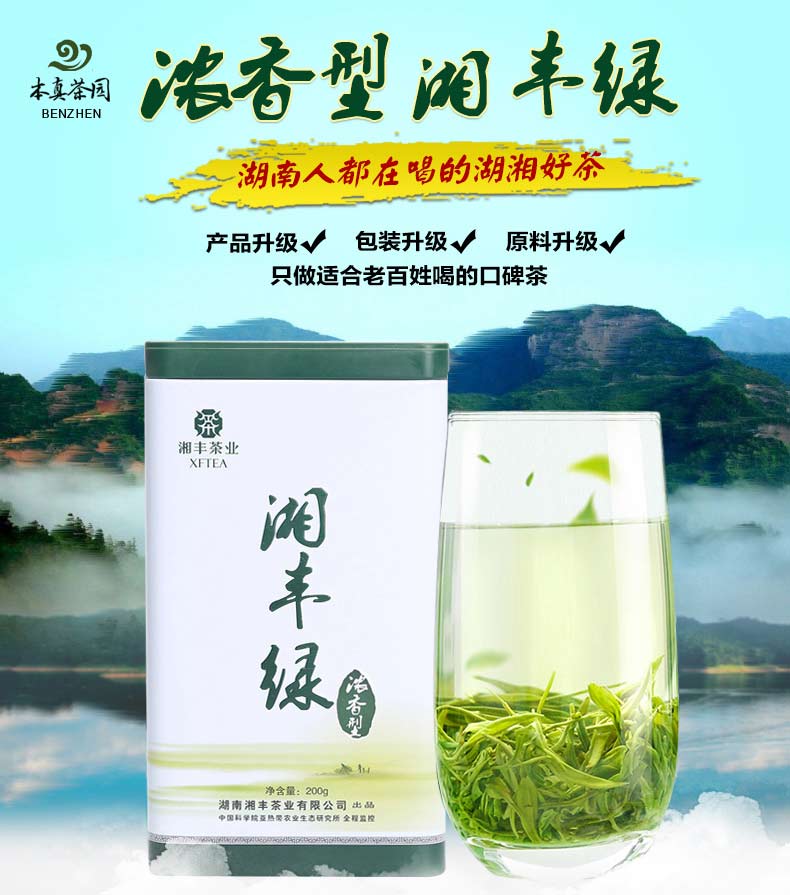 本真茶园
BENZHEN
浓香型 湘丰绿
湖南人都在喝的湖湘好茶
产品升级✓ 包装升级✓ 原料升级✓
只做适合老百姓喝的口碑茶
茶
湘丰茶业
XFTEA
湘丰绿
浓香型
净含量：200g
湖南湘丰茶业有限公司 出品
中国科学院亚热带农业生态研究所 全程监控